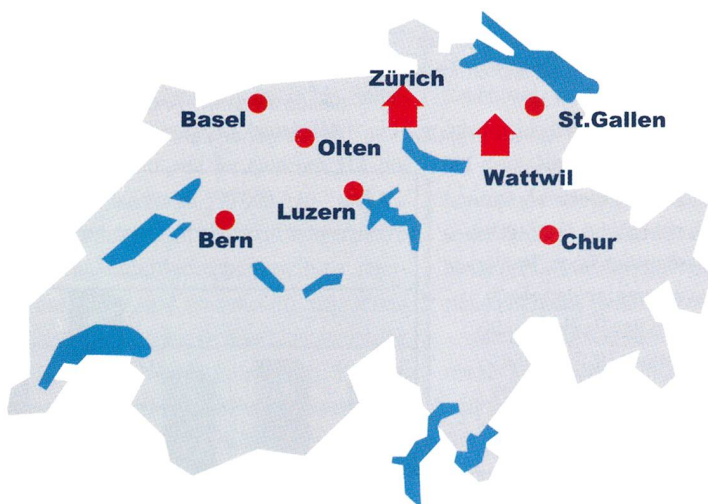 Zürich
Basel
St.Gallen
Olten
Wattwil
Luzern
Bern
Chur